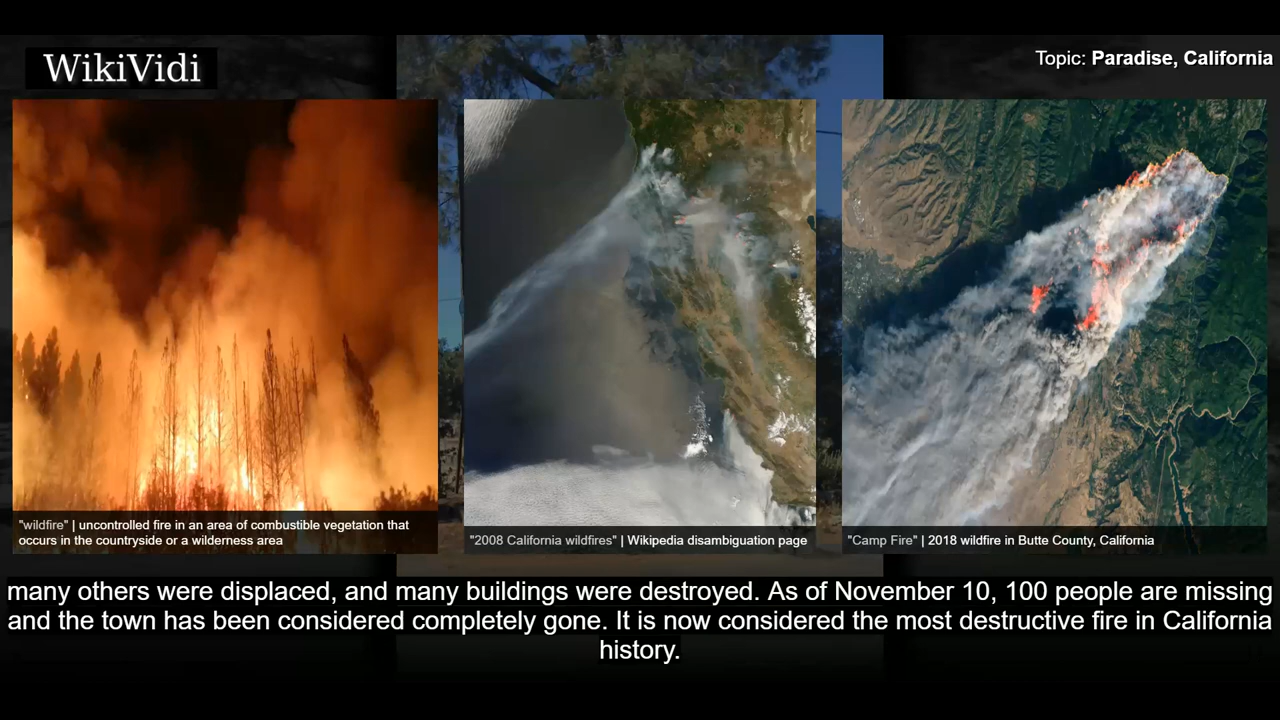 WikiVidi
Topic: Paradise, California
"wildfire" | uncontrolled fire in an area of combustible vegetation that
occurs in the countryside or a wilderness area
"2008 California wildfires" | Wikipedia disambiguation page
"Camp Fire" | 2018 wildfire in Butte County, California
many others were displaced, and many buildings were destroyed. As of November 10, 100 people are missing
and the town has been considered completely gone. It is now considered the most destructive fire in California
history.